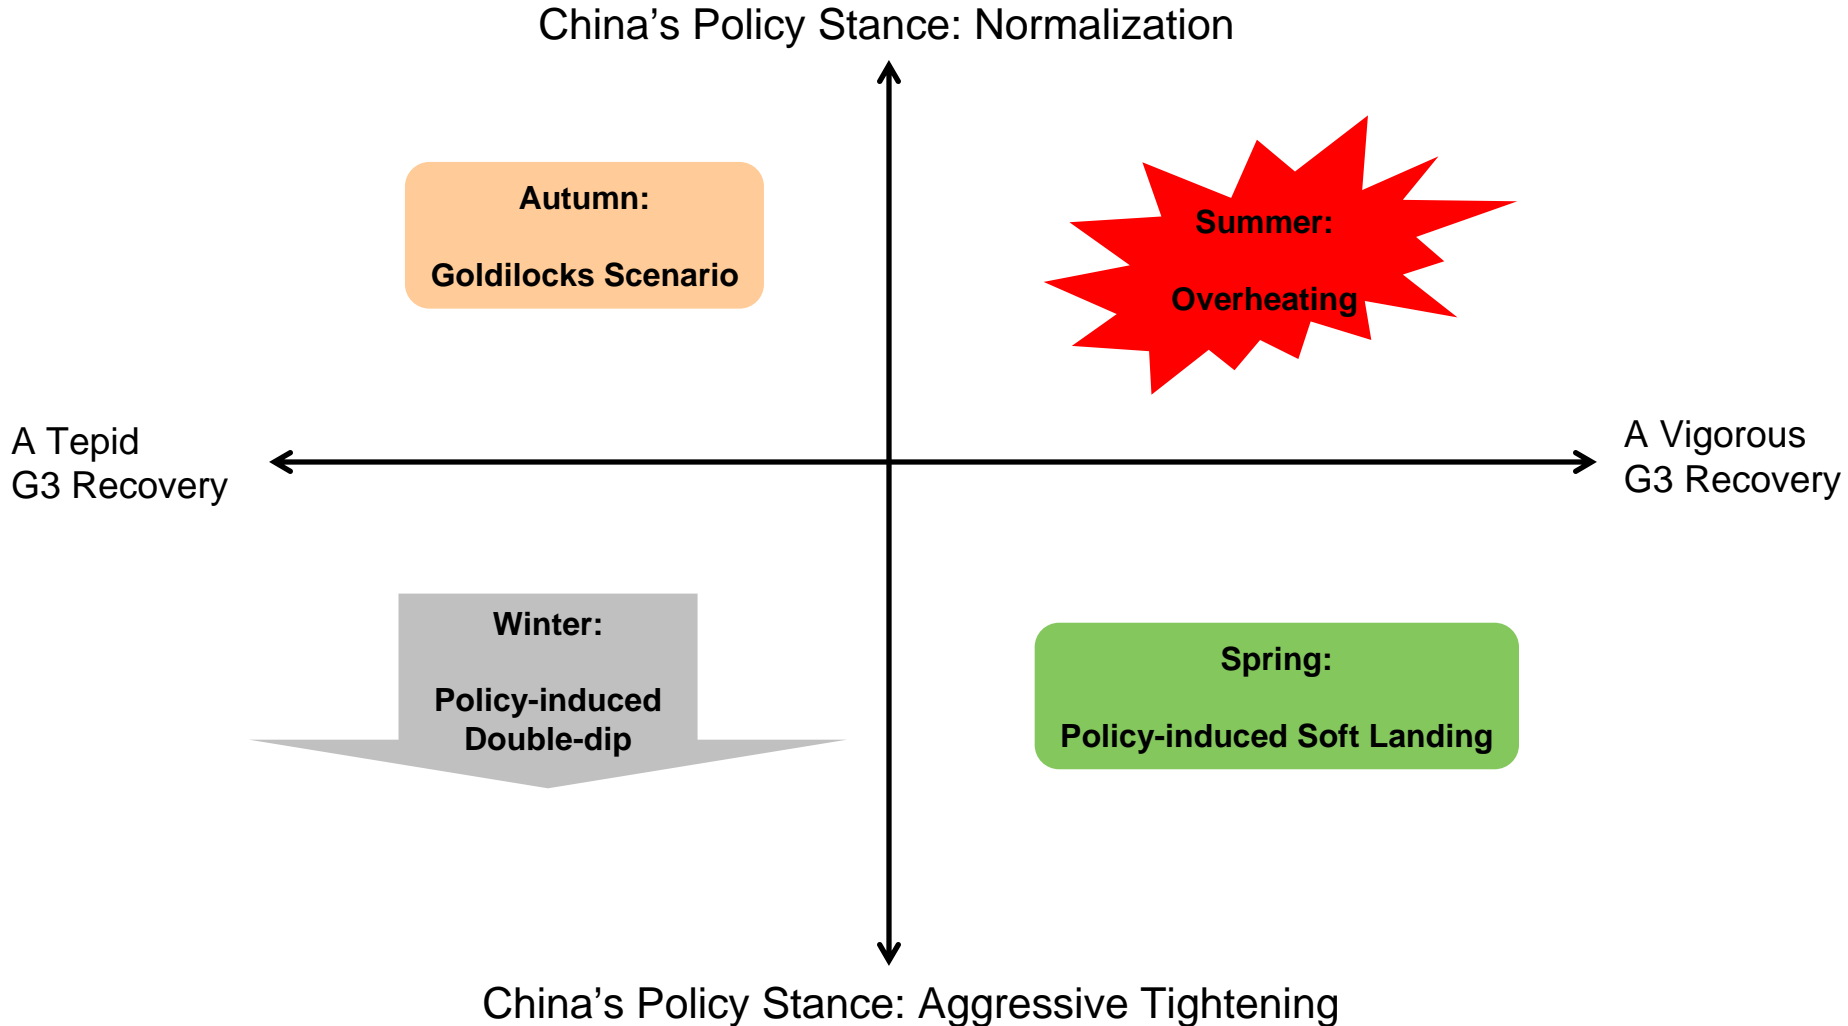 China’s Policy Stance: Normalization
Autumn:
Goldilocks Scenario
Summer:
Overheating
A Tepid
G3 Recovery
A Vigorous
G3 Recovery
Winter:
Policy-induced
Double-dip
Spring:
Policy-induced Soft Landing
China’s Policy Stance: Aggressive Tightening